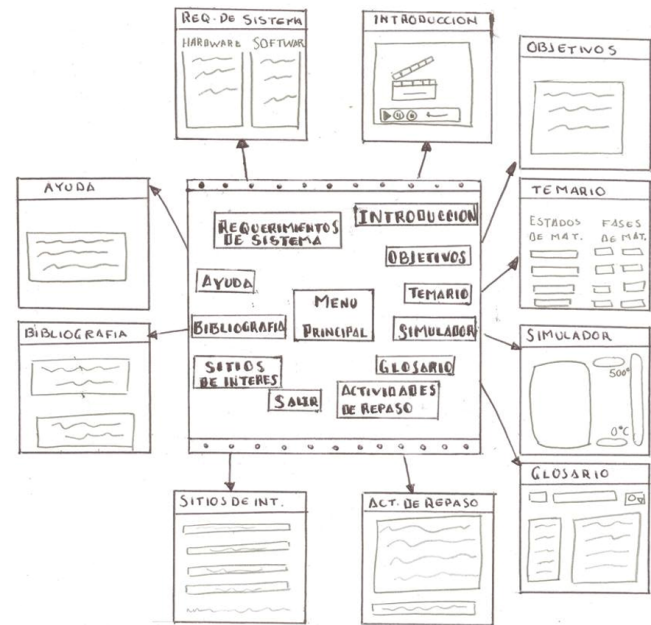 REQ. DE SISTEMA
HARDWARE SOFTWAR
INTRODUCCION
OBJETIVOS
AYUDA
TEMARIO
ESTADOS DE MAT.
FASES DE MAT.
BIBLIOGRAFIA
SIMULADOR
500°
0°C
GLOSARIO
SITIOS DE INT.
ACT. DE REPASO
REQUERIMIENTOS
DE SISTEMA
INTRODUCCION
OBJETIVOS
AYUDA
TEMARIO
MENU
PRINCIPAL
BIBLIOGRAFIA
SIMULADOR
SITIOS
DE INTERES
GLOSARIO
SALIR
ACTIVIDADES
DE REPASO